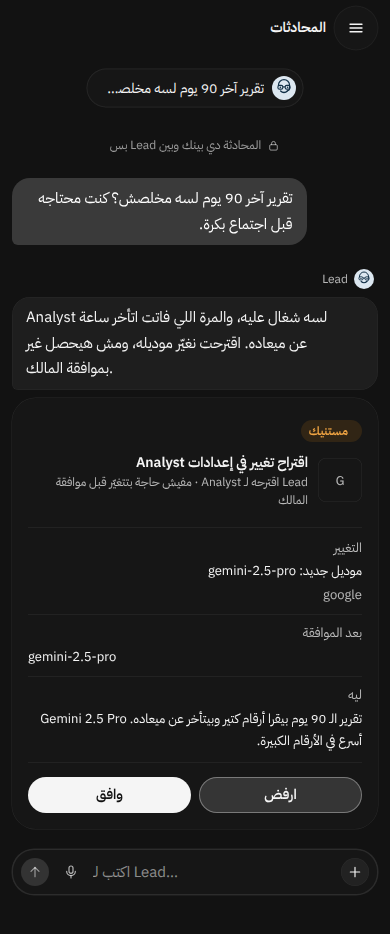 المحادثات
تقرير آخر 90 يوم لسه مخلصـ...
المحادثة دي بينك وبين Lead بس
تقرير آخر 90 يوم لسه مخلصش؟ كنت محتاجه
قبل اجتماع بكرة.
Lead
Analyst لسه شغال عليه، والمرة اللي فاتت اتأخر ساعة
عن ميعاده. اقترحت نغيّر موديله، ومش هيحصل غير
بموافقة المالك.
مستنيك
G
اقتراح تغيير في إعدادات Analyst
Lead اقترحه لـ Analyst · مفيش حاجة بتتغيّر قبل موافقة
المالك
التغيير
موديل جديد: gemini-2.5-pro
google
بعد الموافقة
gemini-2.5-pro
ليه
تقرير الـ 90 يوم بيقرا أرقام كتير وبيتأخر عن ميعاده. Gemini 2.5 Pro
أسرع في الأرقام الكبيرة.
ارفض
وافق
اكتب لـ Lead...